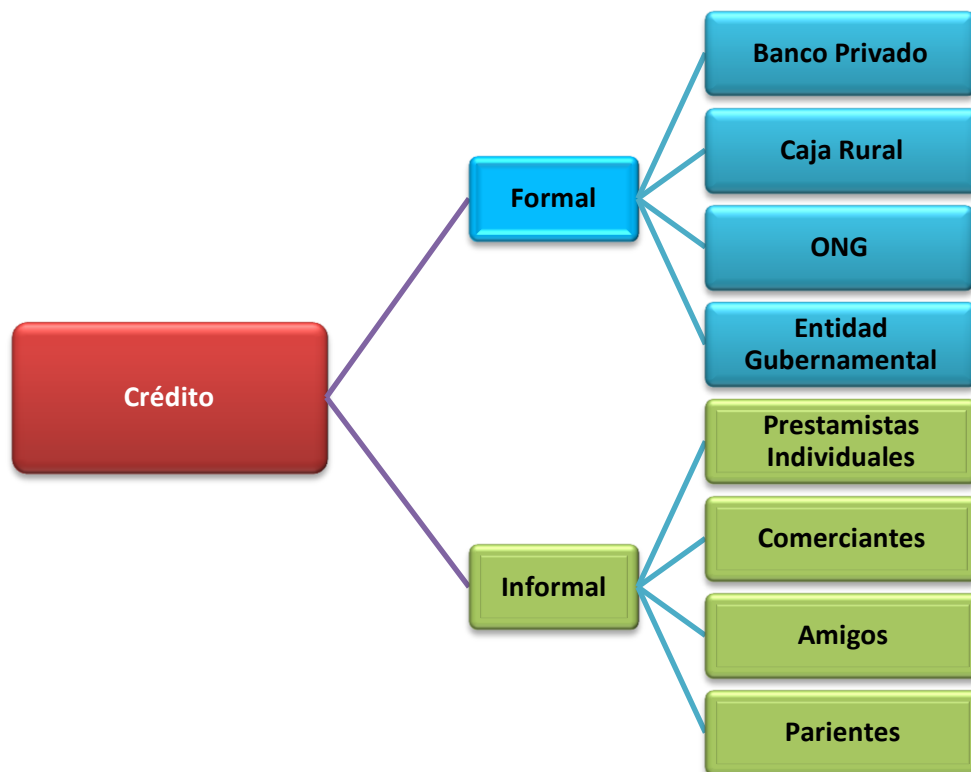 Crédito
Formal
Banco Privado
Caja Rural
ONG
Entidad
Gubernamental
Informal
Prestamistas
Individuales
Comerciantes
Amigos
Parientes